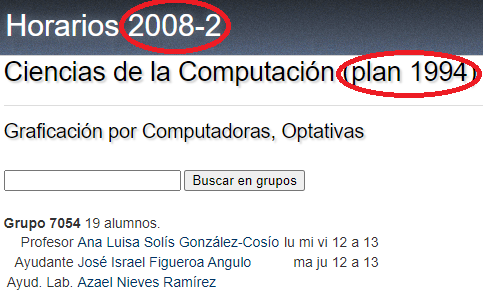 Horarios 2008-2
Ciencias de la Computación (plan 1994)
Graficación por Computadoras, Optativas
Buscar en grupos
Grupo 7054 19 alumnos.
Profesor Ana Luisa Solís González-Cosío lu mi vi 12 a 13
Ayudante José Israel Figueroa Angulo ma ju 12 a 13
Ayud. Lab. Azael Nieves Ramírez